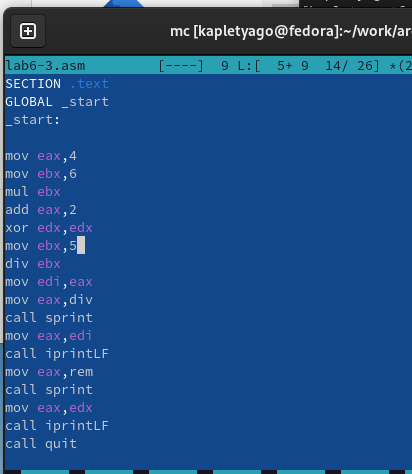 mc [kapletyago@fedora]:~/work/ar
lab6-3.asm [----] 9 L:[ 5+ 9 14/ 26] *(2
SECTION .text
GLOBAL _start
_start:
mov eax,4
mov ebx,6
mul ebx
add eax,2
xor edx,edx
mov ebx,5
div ebx
mov edi,eax
mov eax,div
call sprint
mov eax,edi
call iprintLF
mov eax,rem
call sprint
mov eax,edx
call iprintLF
call quit